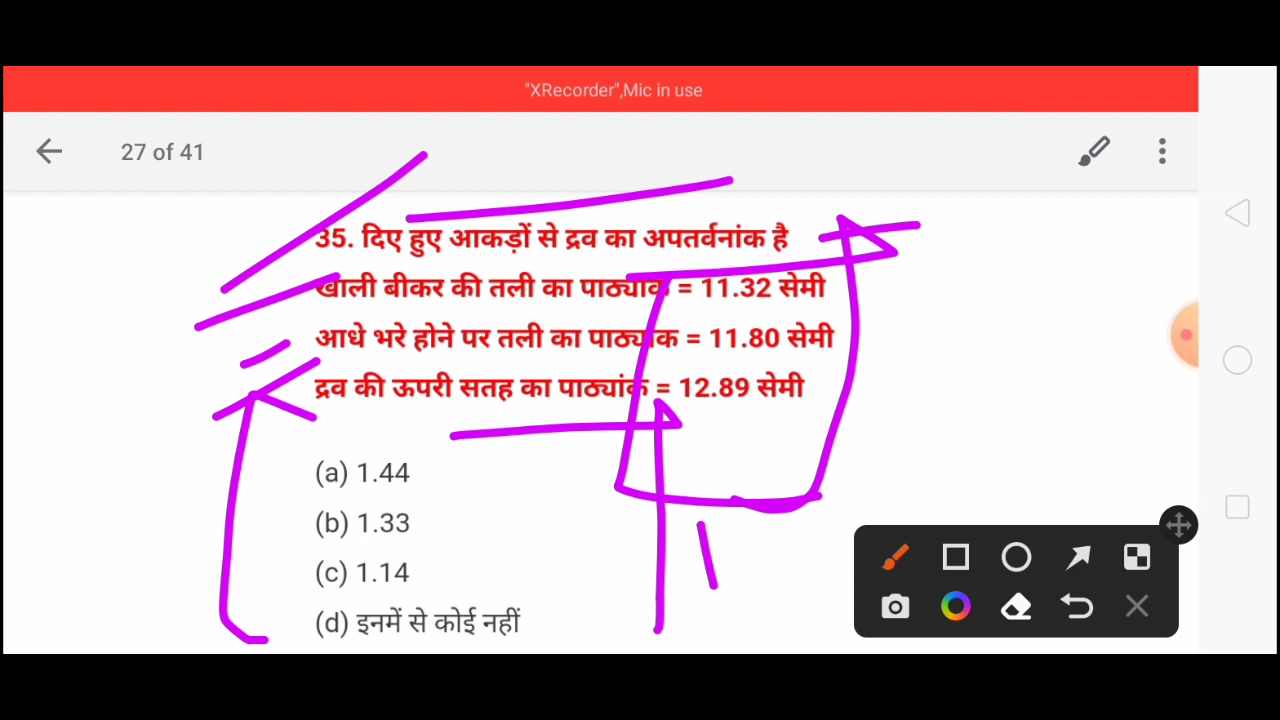 "XRecorder",Mic in use
27 of 41
35. दिए हुए आकड़ों से द्रव का अपतर्वनांक है
खाली बीकर की तली का पाठ्यांक = 11.32 सेमी
आधे भरे होने पर तली का पाठ्यांक = 11.80 सेमी
द्रव की ऊपरी सतह का पाठ्यांक = 12.89 सेमी
(a) 1.44
(b) 1.33
(c) 1.14
(d) इनमें से कोई नहीं